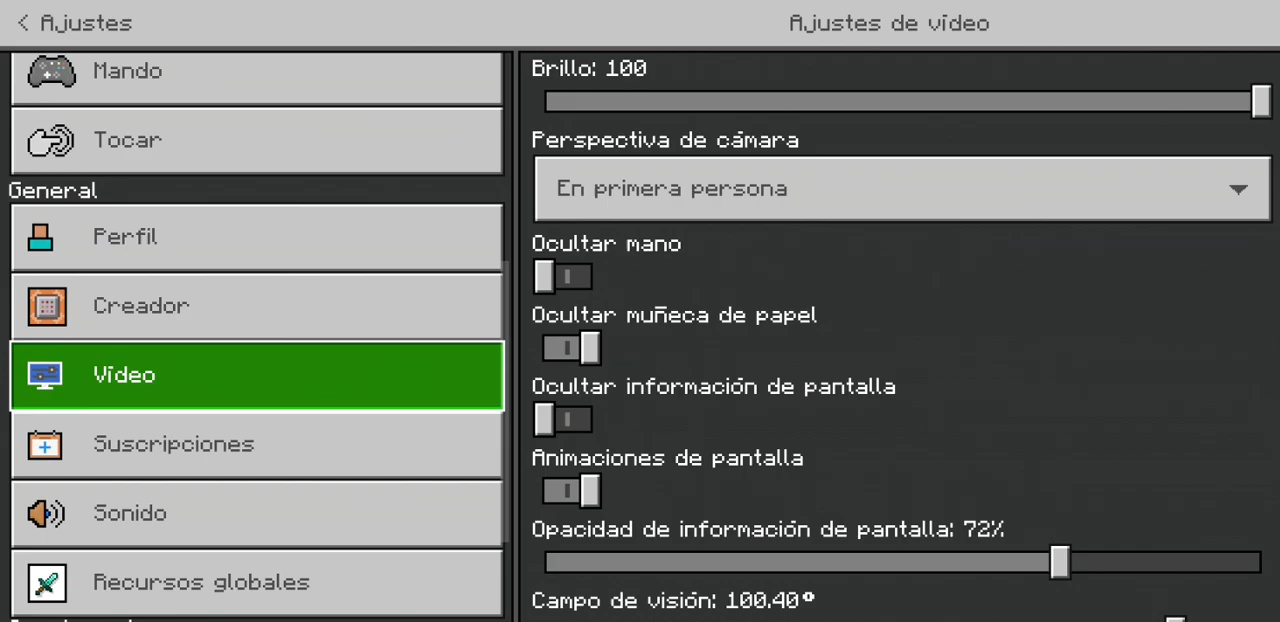 < Ajustes
Ajustes de vídeo
Mando
Tocar
General
Perfil
Creador
Vídeo
Suscripciones
Sonido
Recursos globales
Brillo: 100
Perspectiva de cámara
En primera persona
Ocultar mano
Ocultar muñeca de papel
Ocultar información de pantalla
Animaciones de pantalla
Opacidad de información de pantalla: 72%
Campo de visión: 100.40°